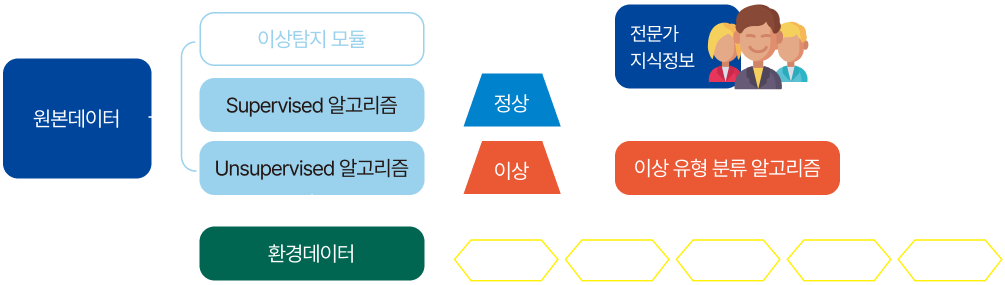 원본데이터
이상탐지 모듈
Supervised 알고리즘
Unsupervised 알고리즘
환경데이터
정상
이상
전문가
지식정보
이상 유형 분류 알고리즘